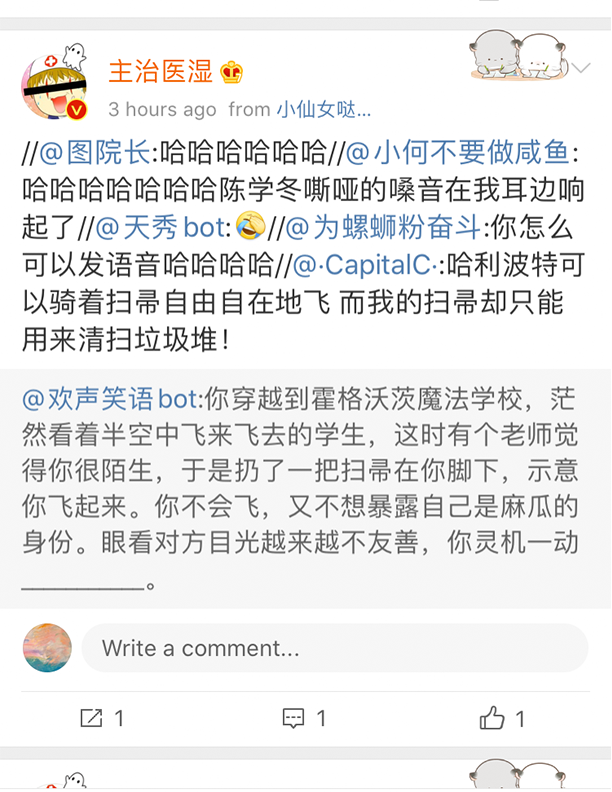 主治医湿
3 hours ago from 小仙女哒...
//@图院长:哈哈哈哈哈哈//@小何不要做咸鱼:
哈哈哈哈哈哈哈陈学冬嘶哑的嗓音在我耳边响
起了//@天秀bot:🤣//@为螺蛳粉奋斗:你怎么
可以发语音哈哈哈哈//@·CapitalC·:哈利波特可
以骑着扫帚自由自在地飞 而我的扫帚却只能
用来清扫垃圾堆!
@欢声笑语bot:你穿越到霍格沃茨魔法学校，茫
然看着半空中飞来飞去的学生，这时有个老师觉
得你很陌生，于是扔了一把扫帚在你脚下，示意
你飞起来。你不会飞，又不想暴露自己是麻瓜的
身份。眼看对方目光越来越不友善，你灵机一动
___________。
Write a comment...
1 1 1